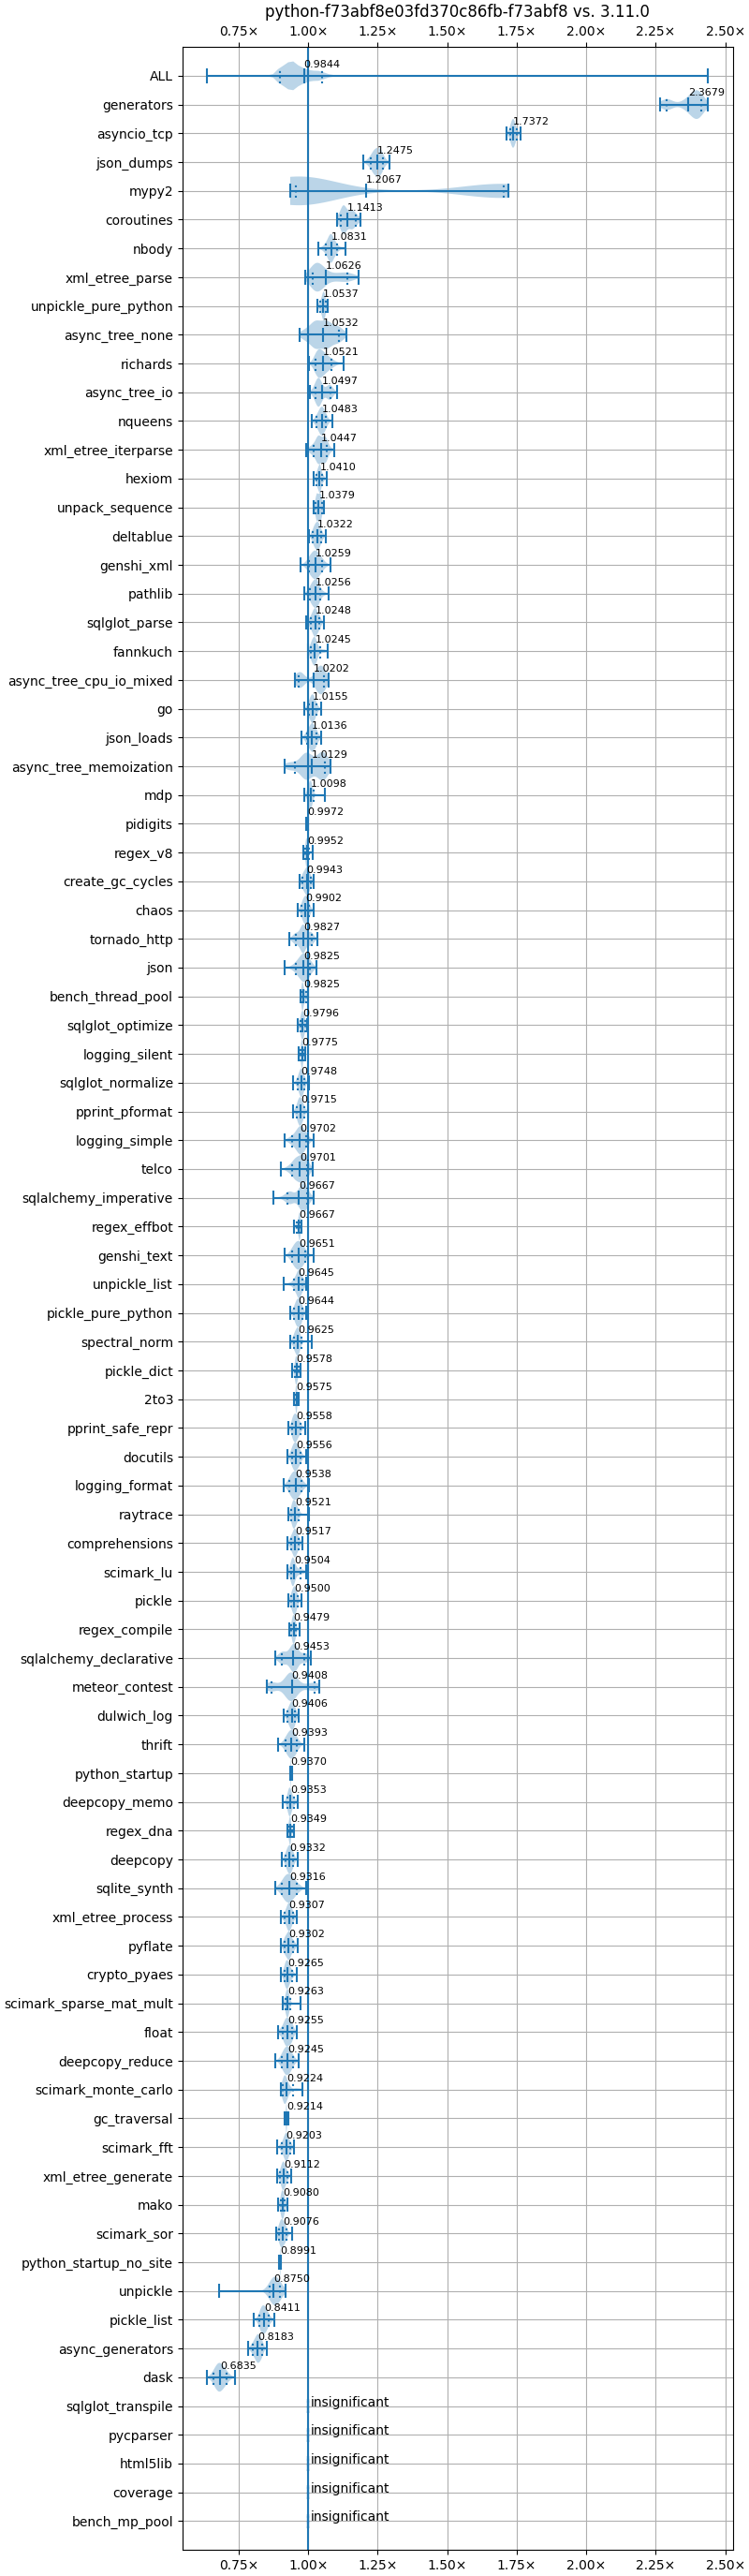 python-f73abf8e03fd370c86fb-f73abf8 vs. 3.11.0
0.75× 1.00× 1.25× 1.50× 1.75× 2.00× 2.25× 2.50×
ALL 0.9844
generators 2.3679
asyncio_tcp 1.7372
json_dumps 1.2475
mypy2 1.2067
coroutines 1.1413
nbody 1.0831
xml_etree_parse 1.0626
unpickle_pure_python 1.0537
async_tree_none 1.0532
richards 1.0521
async_tree_io 1.0497
nqueens 1.0483
xml_etree_iterparse 1.0447
hexiom 1.0410
unpack_sequence 1.0379
deltablue 1.0322
genshi_xml 1.0259
pathlib 1.0256
sqlglot_parse 1.0248
fannkuch 1.0245
async_tree_cpu_io_mixed 1.0202
go 1.0155
json_loads 1.0136
async_tree_memoization 1.0129
mdp 1.0098
pidigits 0.9972
regex_v8 0.9952
create_gc_cycles 0.9943
chaos 0.9902
tornado_http 0.9827
json 0.9825
bench_thread_pool 0.9825
sqlglot_optimize 0.9796
logging_silent 0.9775
sqlglot_normalize 0.9748
pprint_pformat 0.9715
logging_simple 0.9702
telco 0.9701
sqlalchemy_imperative 0.9667
regex_effbot 0.9667
genshi_text 0.9651
unpickle_list 0.9645
pickle_pure_python 0.9644
spectral_norm 0.9625
pickle_dict 0.9578
2to3 0.9575
pprint_safe_repr 0.9558
docutils 0.9556
logging_format 0.9538
raytrace 0.9521
comprehensions 0.9517
scimark_lu 0.9504
pickle 0.9500
regex_compile 0.9479
sqlalchemy_declarative 0.9453
meteor_contest 0.9408
dulwich_log 0.9406
thrift 0.9393
python_startup 0.9370
deepcopy_memo 0.9353
regex_dna 0.9349
deepcopy 0.9332
sqlite_synth 0.9316
xml_etree_process 0.9307
pyflate 0.9302
crypto_pyaes 0.9265
scimark_sparse_mat_mult 0.9263
float 0.9255
deepcopy_reduce 0.9245
scimark_monte_carlo 0.9224
gc_traversal 0.9214
scimark_fft 0.9203
xml_etree_generate 0.9112
mako 0.9080
scimark_sor 0.9076
python_startup_no_site 0.8991
unpickle 0.8750
pickle_list 0.8411
async_generators 0.8183
dask 0.6835
sqlglot_transpile insignificant
pycparser insignificant
html5lib insignificant
coverage insignificant
bench_mp_pool insignificant
0.75× 1.00× 1.25× 1.50× 1.75× 2.00× 2.25× 2.50×